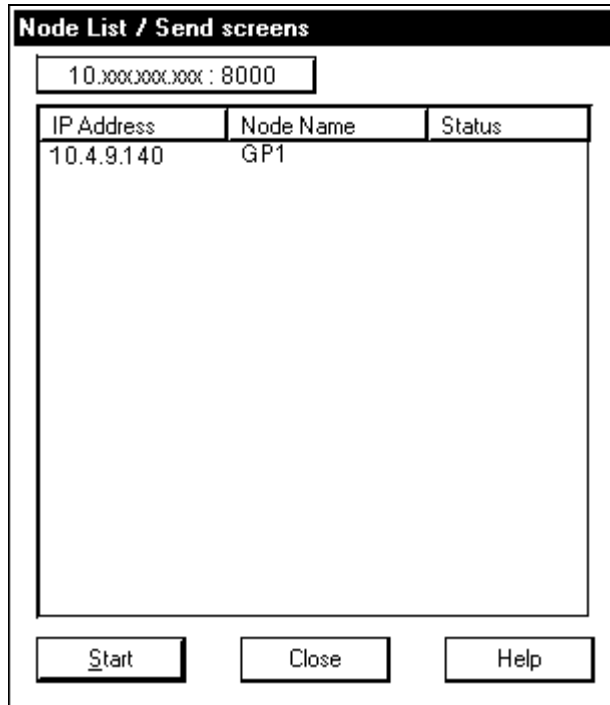 Node List / Send screens
10.xxx.xxx.xxx : 8000
IP Address Node Name Status
10.4.9.140 GP1
Start Close Help